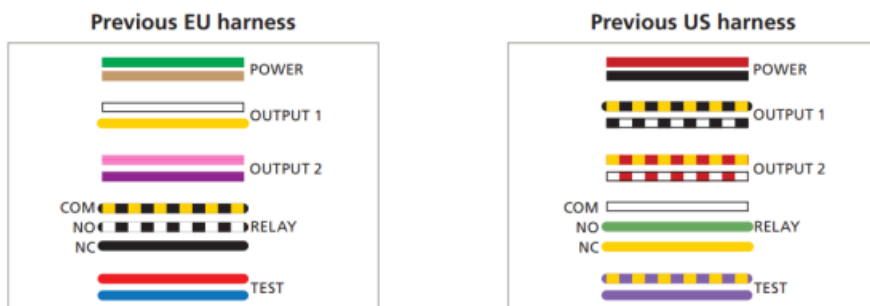 Previous EU harness
POWER
OUTPUT 1
OUTPUT 2
COM
NO RELAY
NC
TEST
Previous US harness
POWER
OUTPUT 1
OUTPUT 2
COM
NO RELAY
NC
TEST